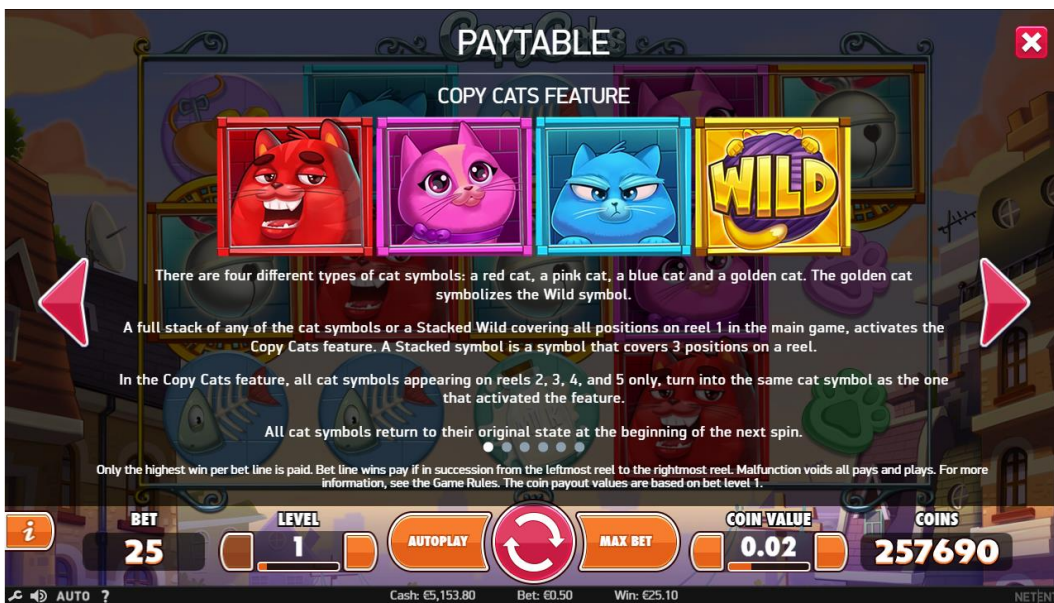 Copy Cats
PAYTABLE
COPY CATS FEATURE
WILD
There are four different types of cat symbols: a red cat, a pink cat, a blue cat and a golden cat. The golden cat
symbolizes the Wild symbol.
A full stack of any of the cat symbols or a Stacked Wild covering all positions on reel 1 in the main game, activates the
Copy Cats feature. A Stacked symbol is a symbol that covers 3 positions on a reel.
In the Copy Cats feature, all cat symbols appearing on reels 2, 3, 4, and 5 only, turn into the same cat symbol as the one
that activated the feature.
All cat symbols return to their original state at the beginning of the next spin.
Only the highest win per bet line is paid. Bet line wins pay if in succession from the leftmost reel to the rightmost reel. Malfunction voids all pays and plays. For more
information, see the Game Rules. The coin payout values are based on bet level 1.
i
BET
25
LEVEL
1
AUTOPLAY
MAX BET
COIN VALUE
0.02
COINS
257690
AUTO ?
Cash: €5,153.80 Bet: €0.50 Win: €25.10
NETENT